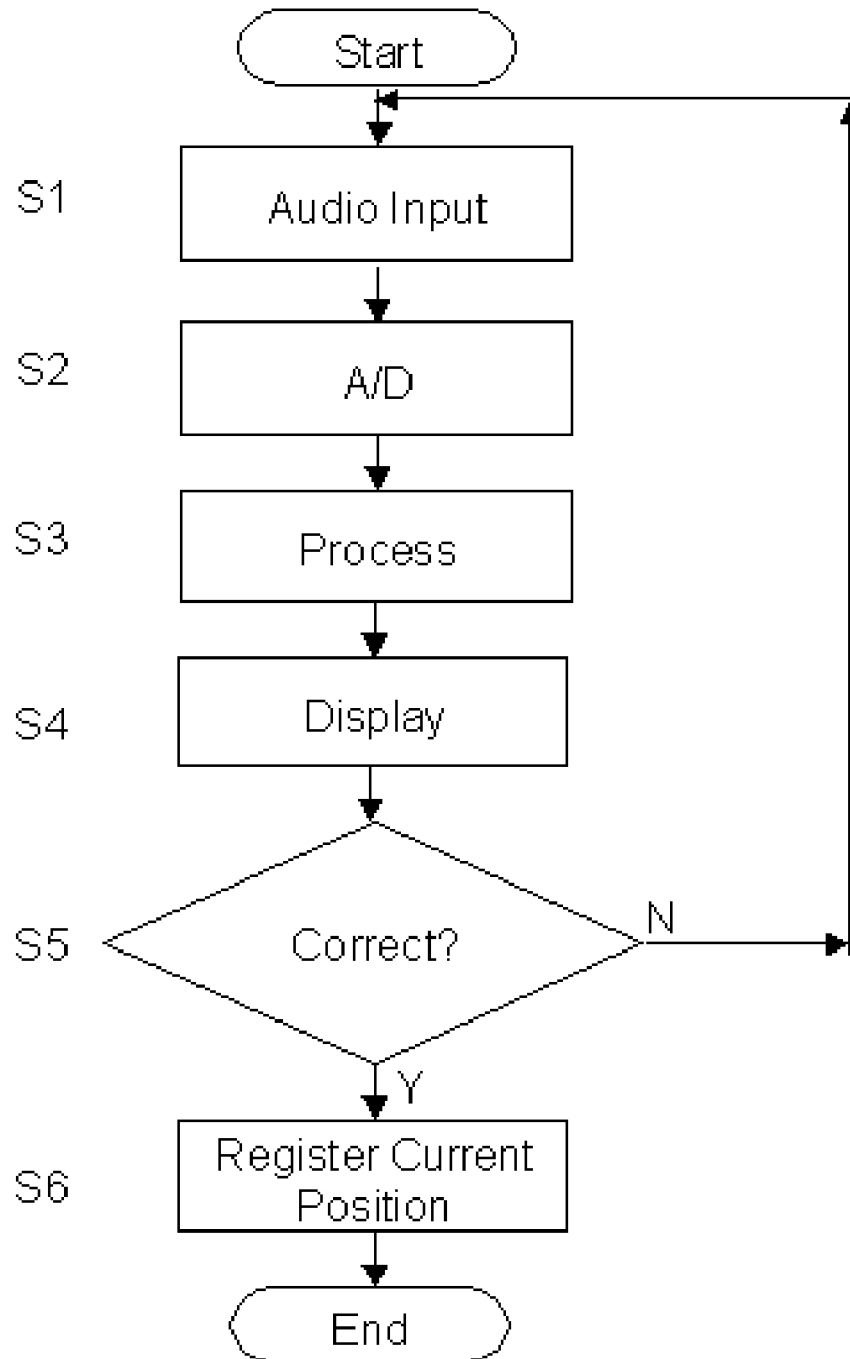 Start
S1
Audio Input
S2
A/D
S3
Process
S4
Display
S5
Correct?
N
Y
S6
Register Current
Position
End